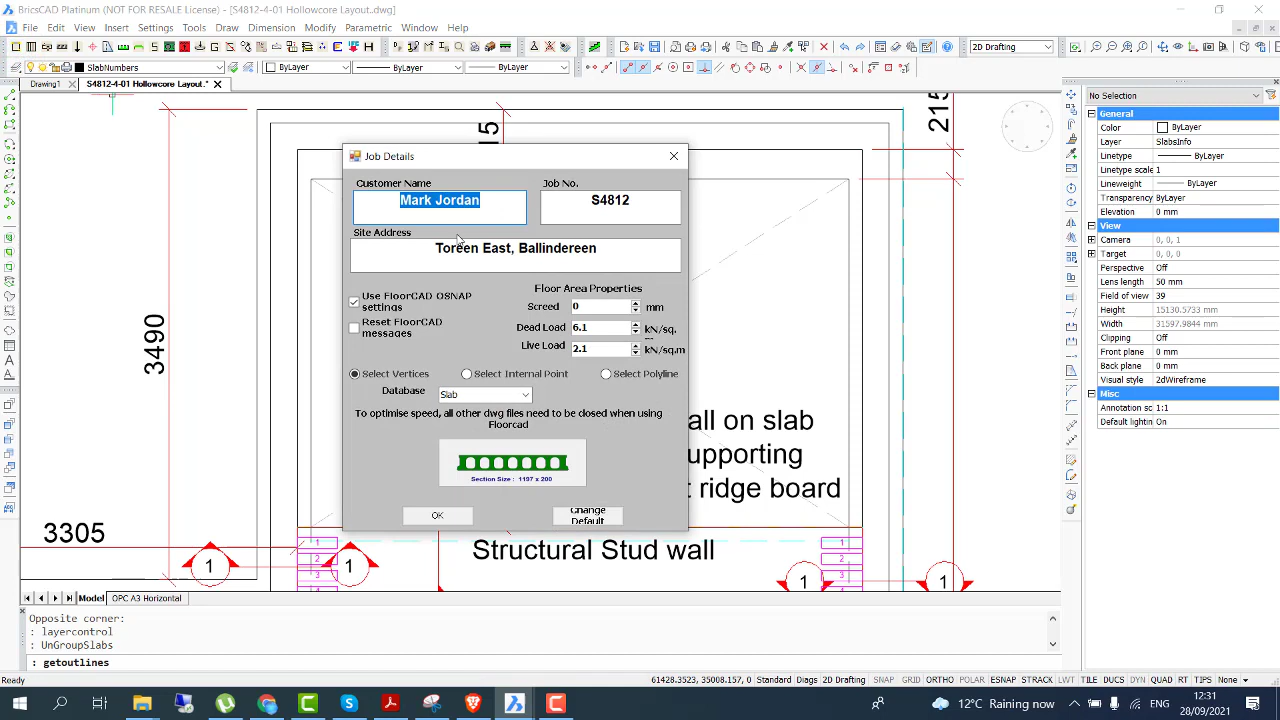 BricsCAD Platinum (NOT FOR RESALE License) - [S4812-4-01 Hollowcore Layout.dwg]
File Edit View Insert Settings Tools Draw Dimension Modify Parametric Window Help
2D Drafting
SlabNumbers ByLayer ByLayer ByLayer
Drawing1 S4812-4-01 Hollowcore Layout.*
15
215
3490
3305
1
1
1
1
1
2
3
4
1
2
3
4
all on slab
upporting
t ridge board
Structural Stud wall
Job Details
Customer Name Job No.
Mark Jordan S4812
Site Address
Toreen East, Ballindereen
Use FloorCAD OSNAP
settings
Reset FloorCAD
messages
Floor Area Properties
Screed 0 mm
Dead Load 6.1 kN/sq.
Live Load 2.1 kN/sq.m
Select Vertices Select Internal Point Select Polyline
Database Slab
To optimise speed, all other dwg files need to be closed when using
Floorcad
Section Size : 1197 x 200
OK
Change
Default
No Selection
General
Color ByLayer
Layer SlabsInfo
Linetype ByLayer
Linetype scale 1
Lineweight ByLayer
Transparency ByLayer
Elevation 0 mm
View
Camera 0, 0, 1
Target 0, 0, 0
Perspective Off
Lens length 50 mm
Field of view 39
Height 15130.5733 mm
Width 31597.9844 mm
Clipping Off
Front plane 0 mm
Back plane 0 mm
Visual style 2dWireframe
Misc
Annotation sc 1:1
Default lightin On
Model OPC A3 Horizontal
Opposite corner:
: layercontrol
: UnGroupSlabs
: getoutlines
61428.3523, 35008.157, 0 Standard Diags 2D Drafting SNAP GRID ORTHO POLAR ESNAP STRACK LWT TILE DUCS DYN QUAD RT TIPS None
12°C Raining now
12:31
28/09/2021